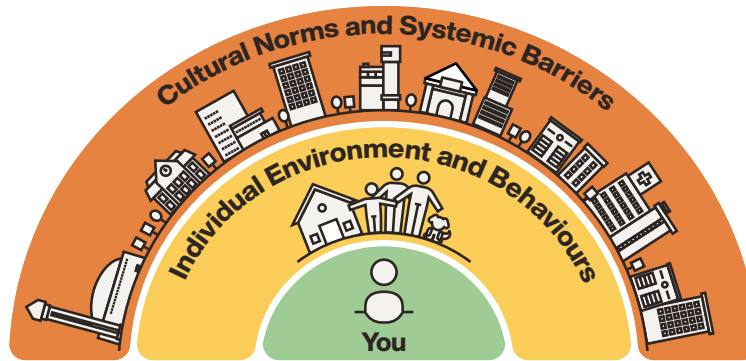 Cultural Norms and Systemic Barriers
Individual Environment and Behaviours
You